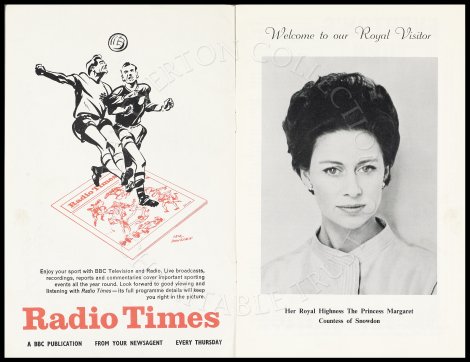 Radio Times
Enjoy your sport with BBC Television and Radio. Live broadcasts,
recordings, reports and commentaries cover important sporting
events all the year round. Look forward to good viewing and
listening with Radio Times—its full programme details will keep
you right in the picture.
Radio Times
A BBC PUBLICATION FROM YOUR NEWSAGENT EVERY THURSDAY
Welcome to our Royal Visitor
Her Royal Highness The Princess Margaret
Countess of Snowdon